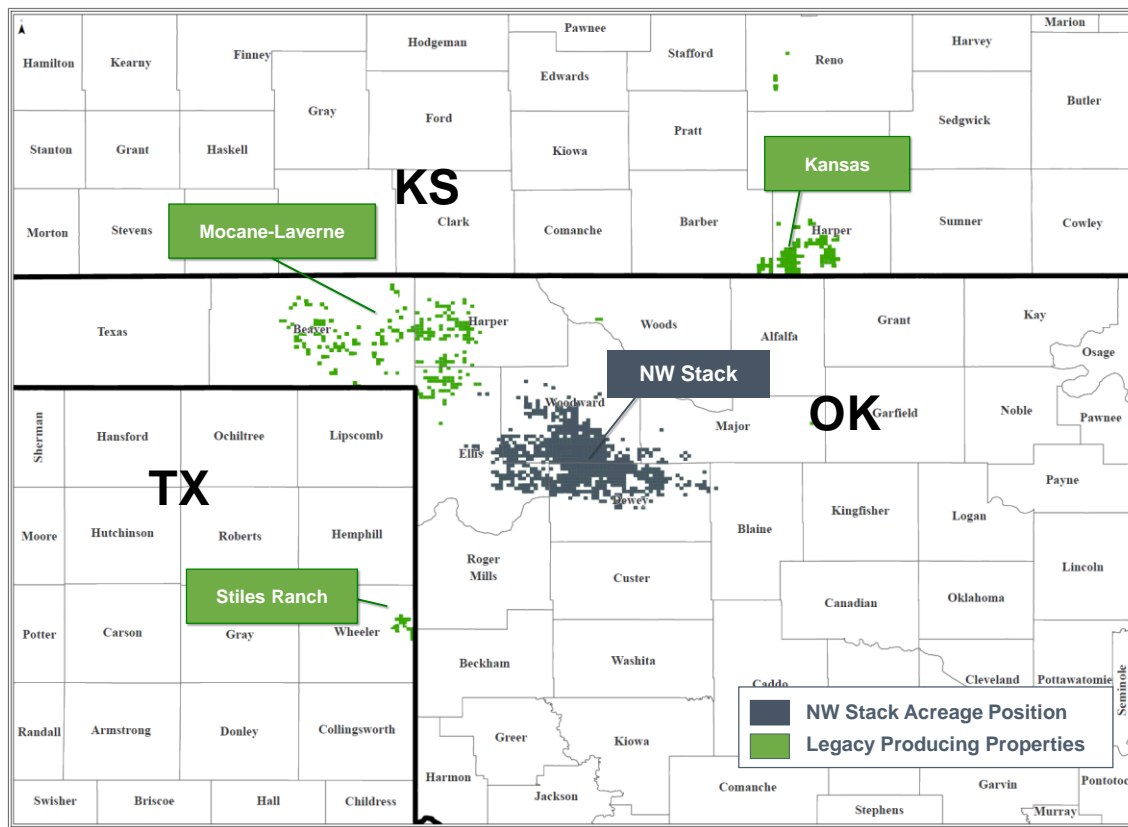 Pawnee
Marion
Hamilton
Kearny
Finney
Hodgeman
Stafford
Reno
Harvey
Edwards
Gray
Ford
Butler
Sedgwick
Pratt
Stanton
Grant
Haskell
Kiowa
Kansas
KS
Mocane-Laverne
Morton
Stevens
Clark
Comanche
Barber
Harper
Sumner
Cowley
Texas
Beaver
Harper
Woods
Alfalfa
Grant
Kay
Osage
NW Stack
Woodward
OK
Garfield
Noble
Pawnee
Major
Sherman
Hansford
Ochiltree
Lipscomb
Ellis
TX
Payne
Dewey
Blaine
Kingfisher
Logan
Moore
Hutchinson
Roberts
Hemphill
Roger
Mills
Custer
Lincoln
Stiles Ranch
Canadian
Oklahoma
Potter
Carson
Gray
Wheeler
Beckham
Washita
Caddo
Cleveland
Pottawatomie
Seminole
Randall
Armstrong
Donley
Collingsworth
Greer
Kiowa
NW Stack Acreage Position
Legacy Producing Properties
Harmon
Jackson
Comanche
Garvin
Pontotoc
Swisher
Briscoe
Hall
Childress
Stephens
Murray